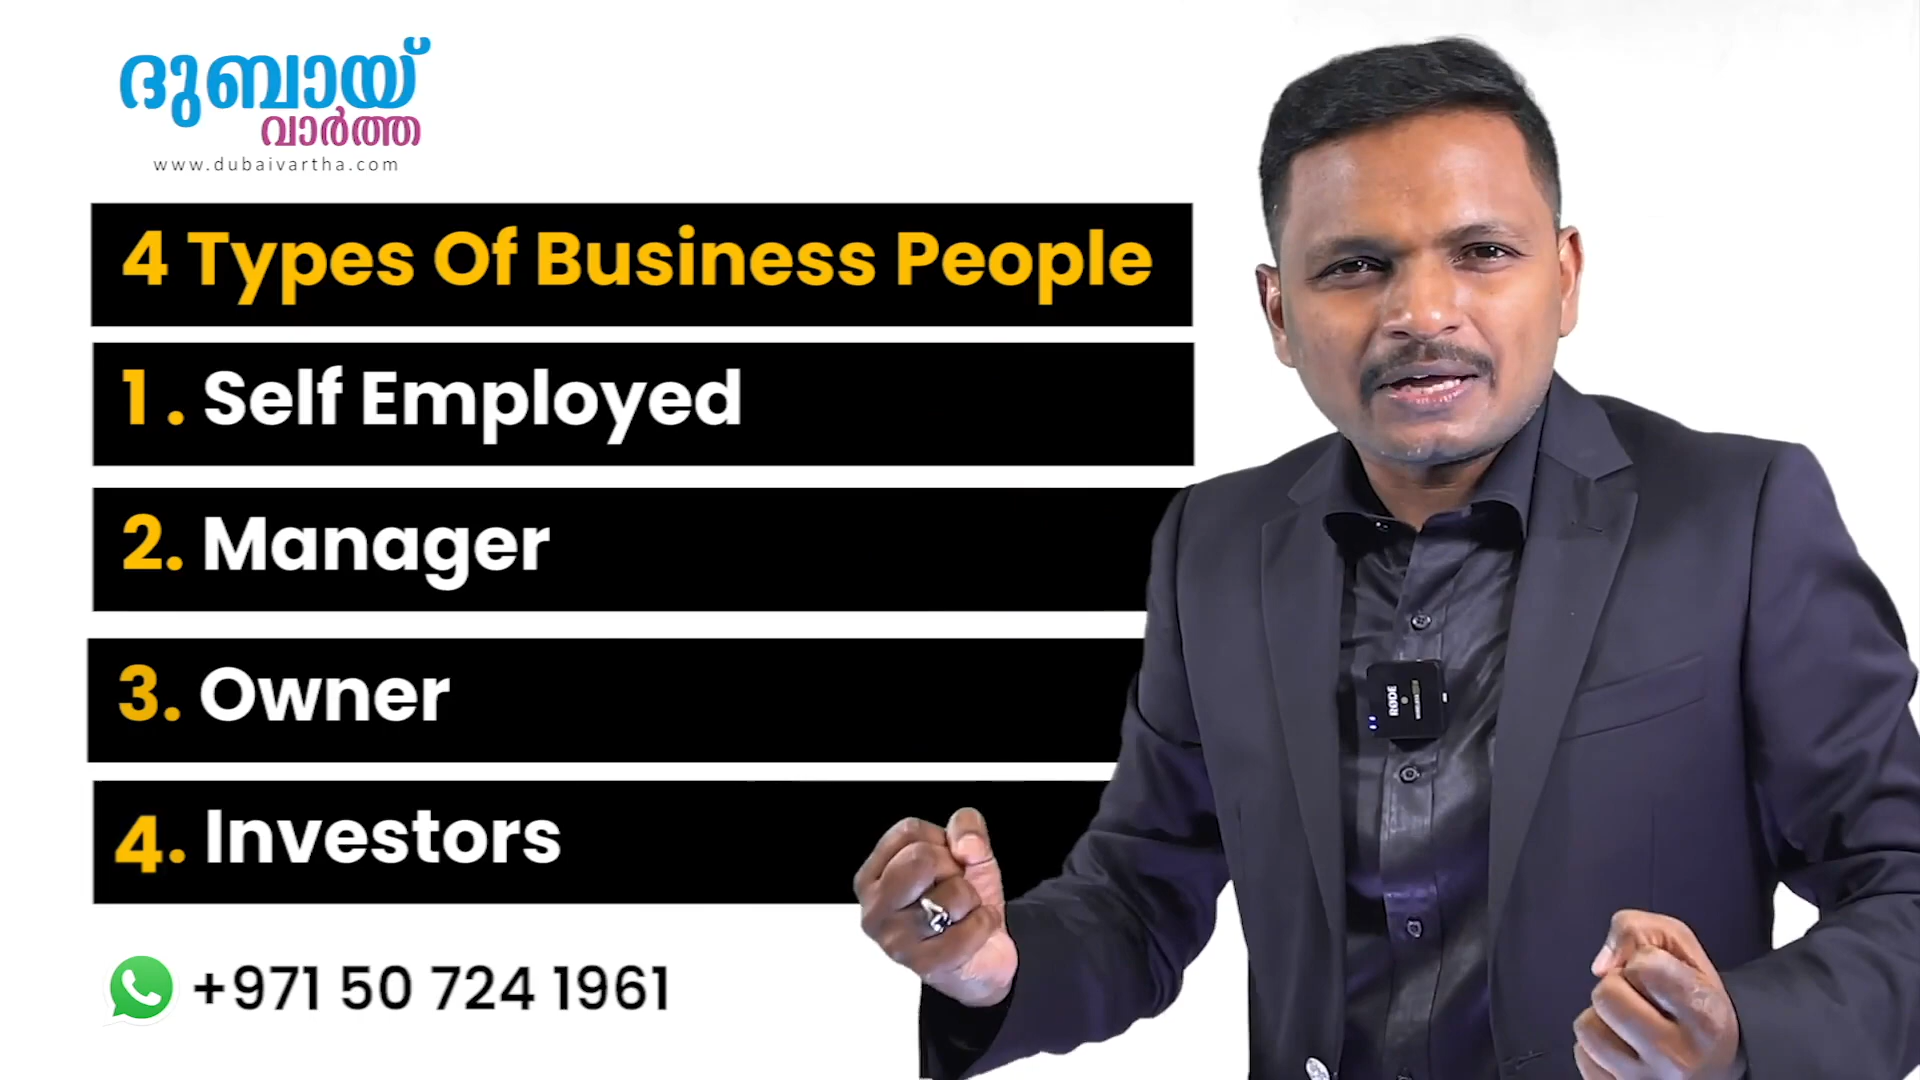 ദുബായ്
വാർത്ത
www.dubaivartha.com
4 Types Of Business People
1. Self Employed
2. Manager
3. Owner
4. Investors
+971 50 724 1961
RØDE